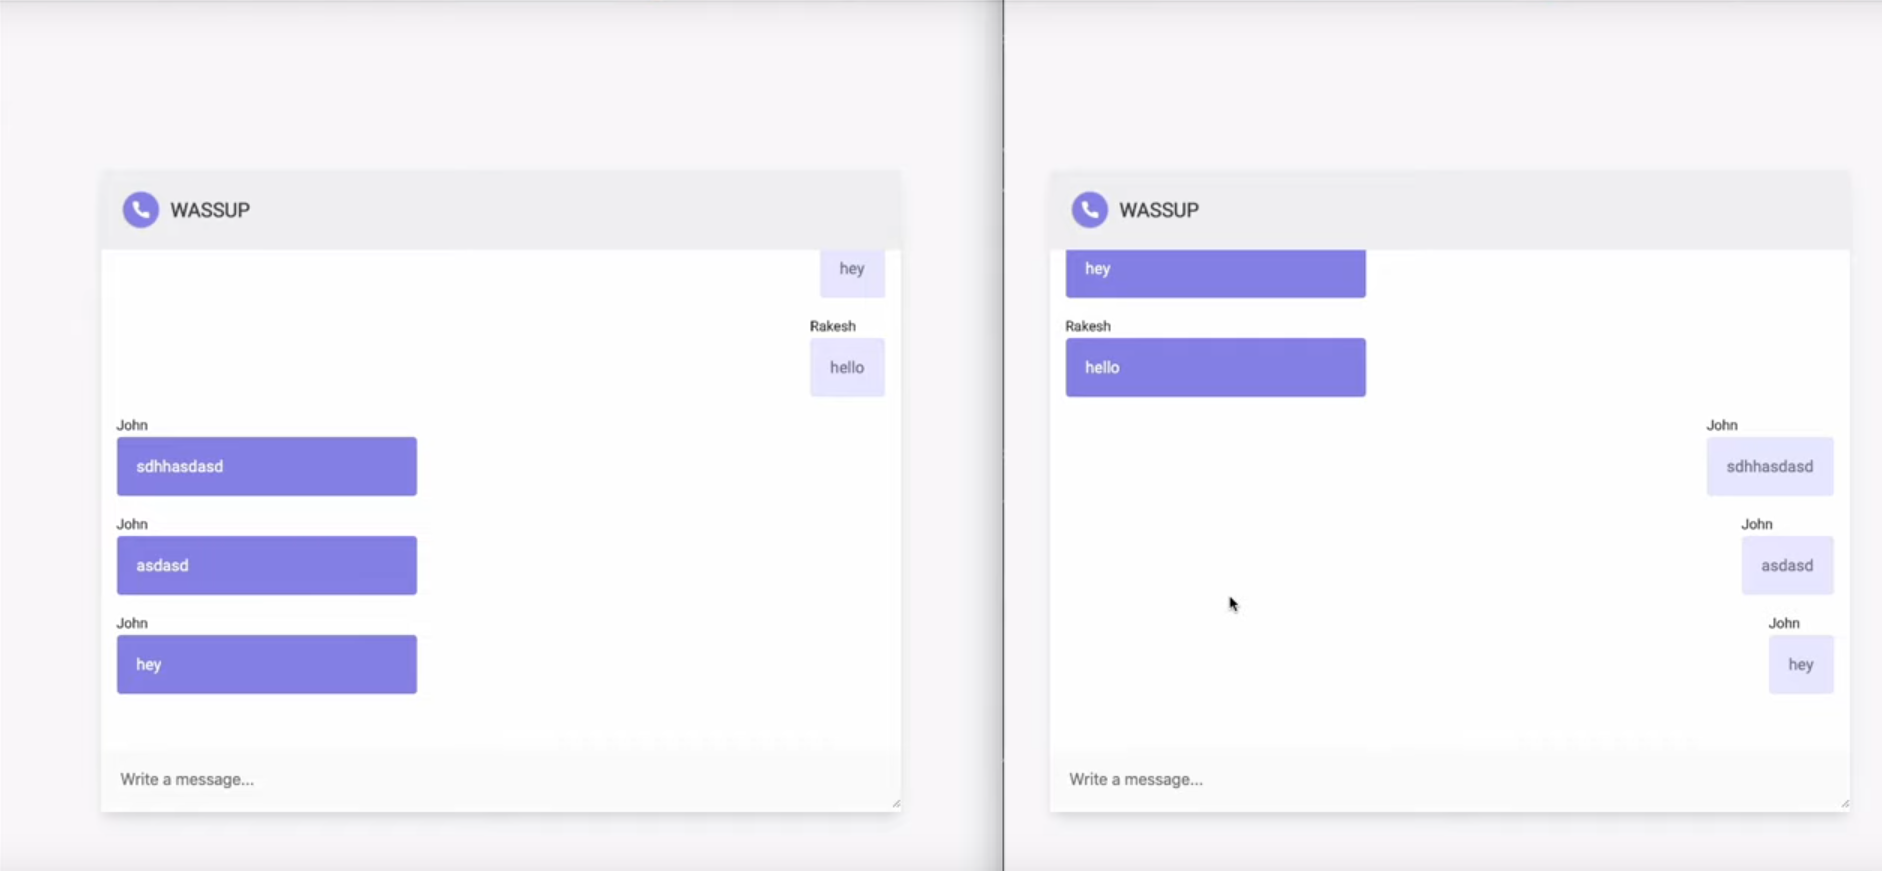 WASSUP
hey
Rakesh
hello
John
sdhhasdasd
John
asdasd
John
hey
Write a message...
WASSUP
hey
Rakesh
hello
John
sdhhasdasd
John
asdasd
John
hey
Write a message...